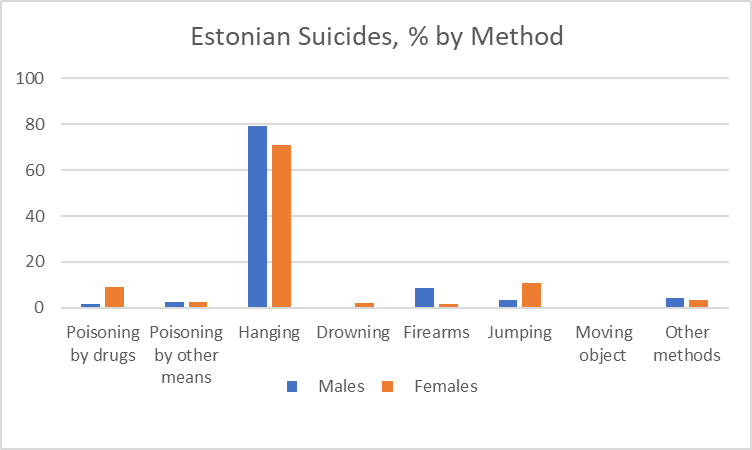 Estonian Suicides, % by Method
100
80
60
40
20
0
Poisoning by drugs
Poisoning by other means
Hanging
Drowning
Firearms
Jumping
Moving object
Other methods
Males Females